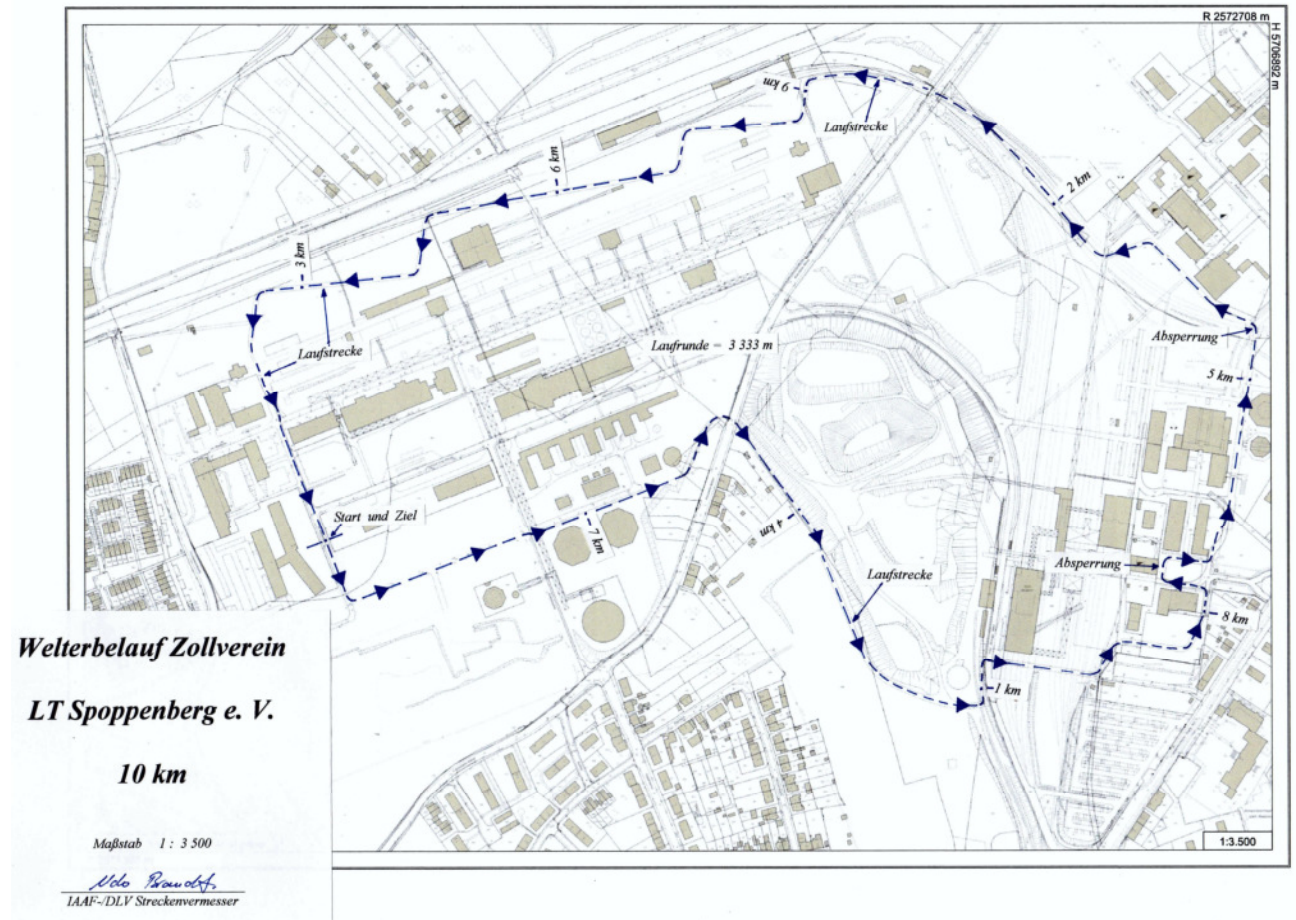 R 2572708 m
H 5706892 m
9 km
Laufstrecke
6 km
2 km
3 km
Absperrung
Laufrunde = 3 333 m
Laufstrecke
5 km
Start und Ziel
4 km
7 km
Absperrung
Laufstrecke
8 km
1 km
Welterbelauf Zollverein
LT Spoppenberg e. V.
10 km
Maßstab 1 : 3 500
Udo Brandt
IAAF-/DLV Streckenvermesser
1:3.500